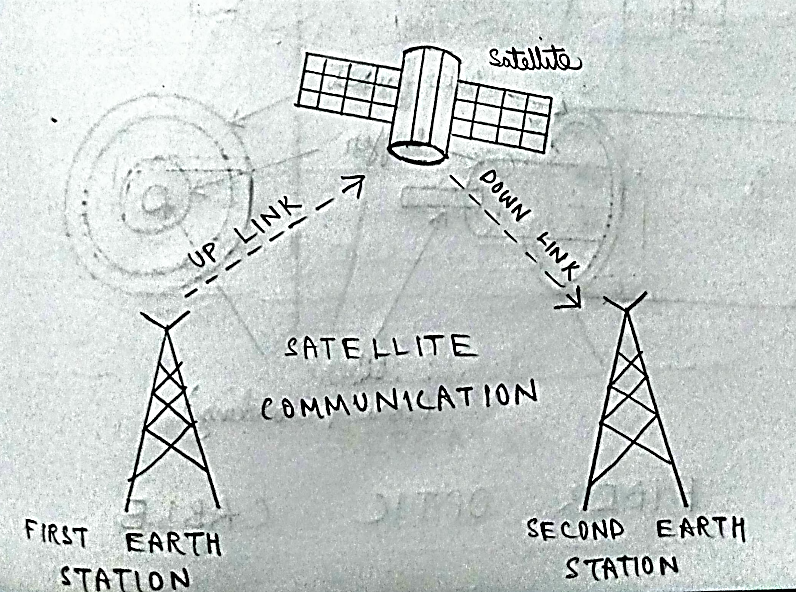 Satellite
UP LINK
DOWN LINK
SATELLITE
COMMUNICATION
FIRST EARTH
STATION
SECOND EARTH
STATION